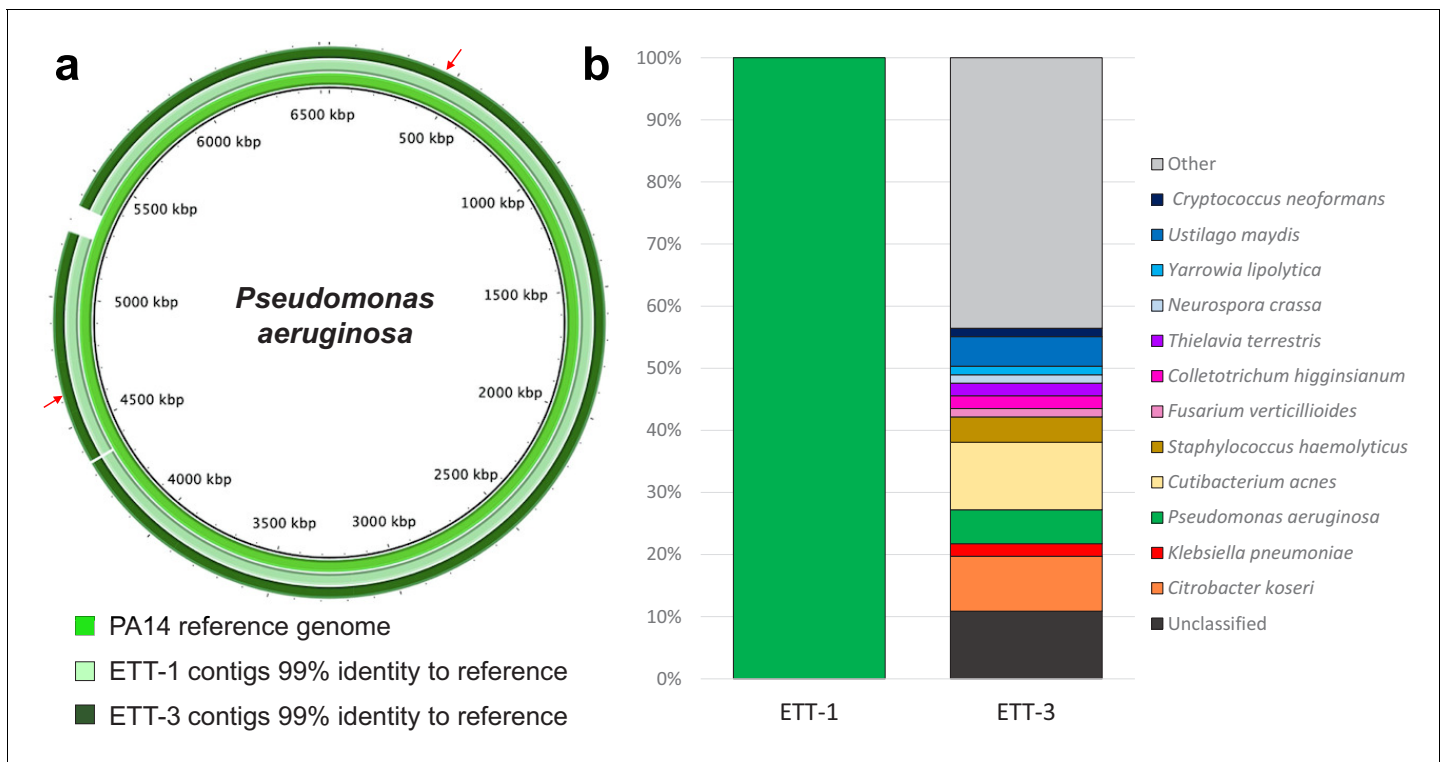 a
6500 kbp
500 kbp
1000 kbp
1500 kbp
2000 kbp
2500 kbp
3000 kbp
3500 kbp
4000 kbp
4500 kbp
5000 kbp
5500 kbp
6000 kbp
Pseudomonas
aeruginosa
PA14 reference genome
ETT-1 contigs 99% identity to reference
ETT-3 contigs 99% identity to reference
b
100%
90%
80%
70%
60%
50%
40%
30%
20%
10%
0%
ETT-1
ETT-3
Other
Cryptococcus neoformans
Ustilago maydis
Yarrowia lipolytica
Neurospora crassa
Thielavia terrestris
Colletotrichum higginsianum
Fusarium verticillioides
Staphylococcus haemolyticus
Cutibacterium acnes
Pseudomonas aeruginosa
Klebsiella pneumoniae
Citrobacter koseri
Unclassified